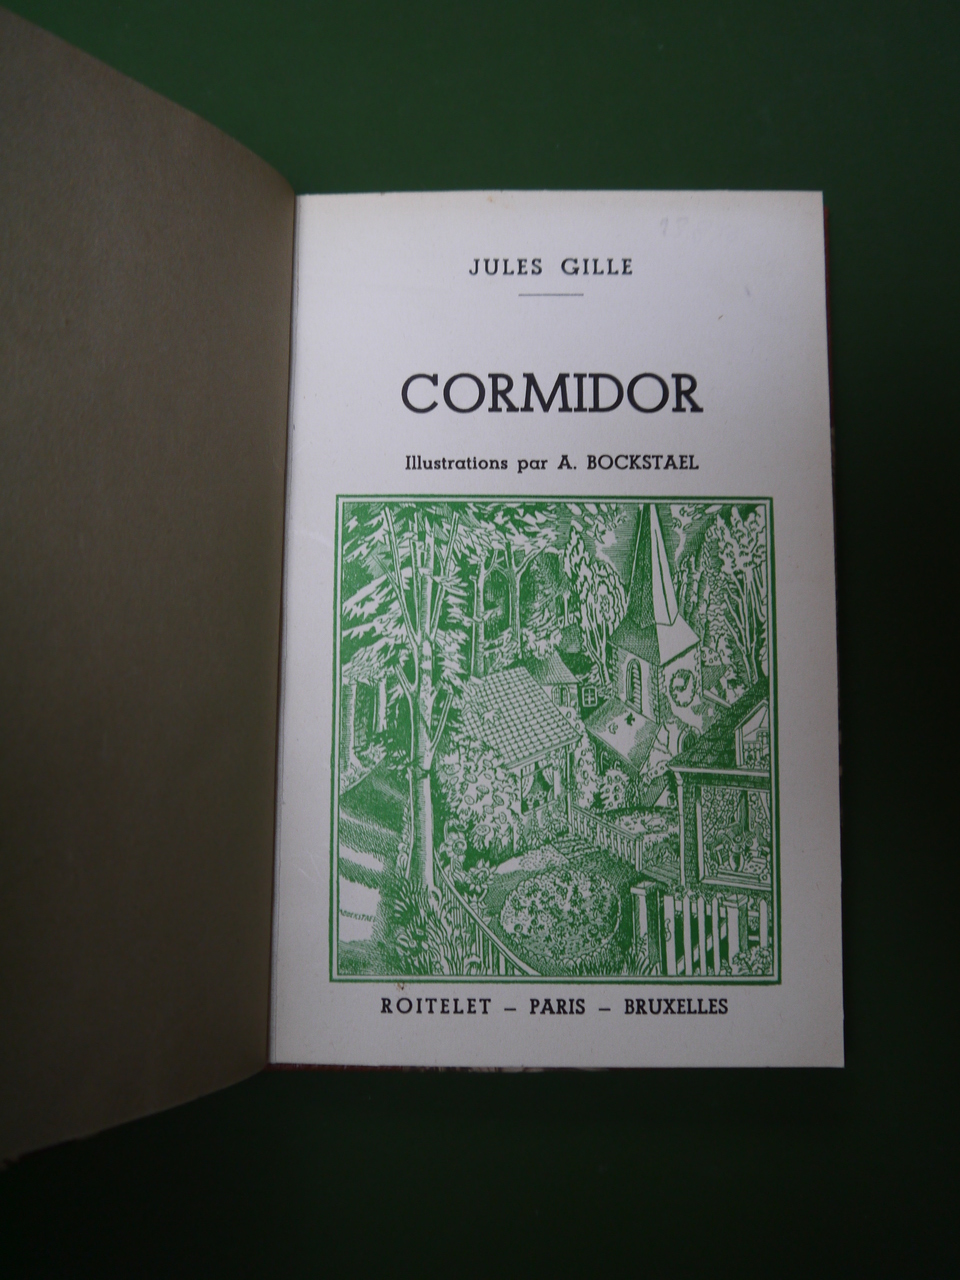 JULES GILLE
CORMIDOR
Illustrations par A. BOCKSTAEL
ROITELET – PARIS – BRUXELLES